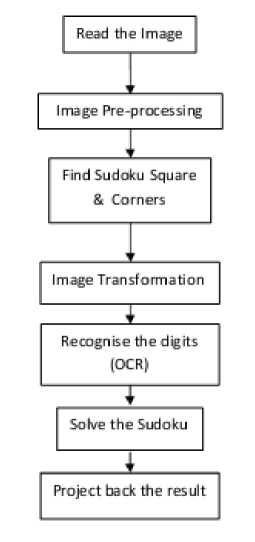 Read the Image
Image Pre-processing
Find Sudoku Square
& Corners
Image Transformation
Recognise the digits
(OCR)
Solve the Sudoku
Project back the result